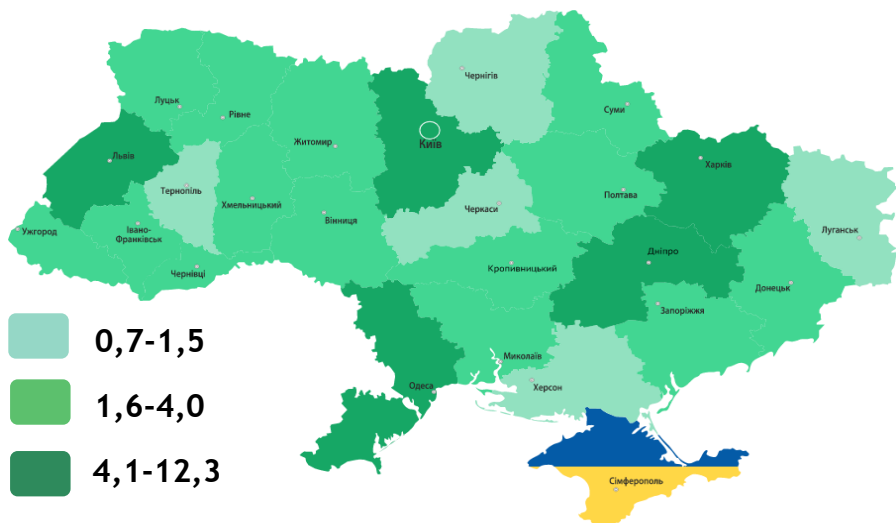 Чернігів
Луцьк
Рівне
Суми
Житомир
Київ
Львів
Харків
Тернопіль
Хмельницький
Черкаси
Полтава
Вінниця
Ужгород
Івано-
Франківськ
Луганськ
Дніпро
Чернівці
Кропивницький
Донецьк
Запоріжжя
0,7-1,5
Миколаїв
Одеса
Херсон
1,6-4,0
4,1-12,3
Сімферополь